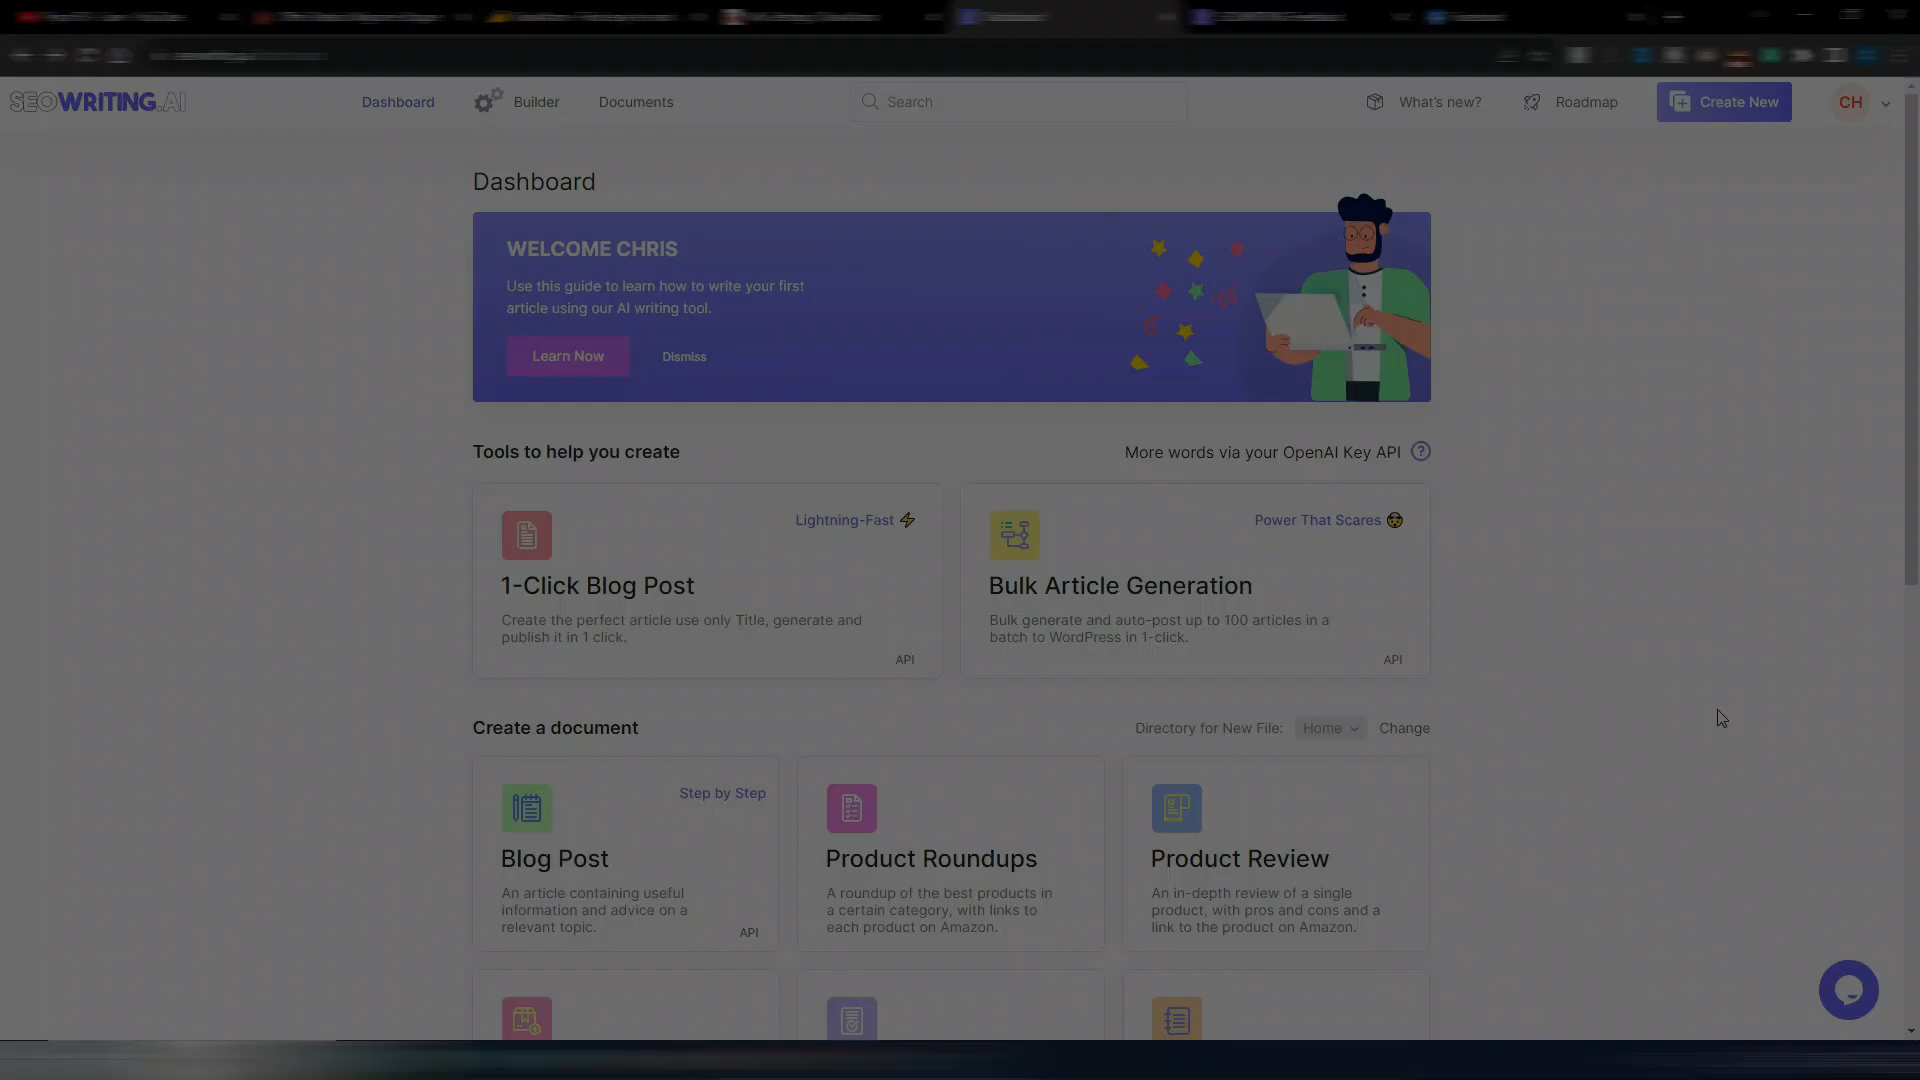 SEOWRITING.AI
Dashboard
Builder
Documents
Search
What's new?
Roadmap
Create New
CH
Dashboard
WELCOME CHRIS
Use this guide to learn how to write your first
article using our AI writing tool.
Learn Now
Dismiss
Tools to help you create
More words via your OpenAI Key API ?
Lightning-Fast
1-Click Blog Post
Create the perfect article use only Title, generate and
publish it in 1 click.
API
Power That Scares
Bulk Article Generation
Bulk generate and auto-post up to 100 articles in a
batch to WordPress in 1-click.
API
Create a document
Directory for New File: Home Change
Step by Step
Blog Post
An article containing useful
information and advice on a
relevant topic.
API
Product Roundups
A roundup of the best products in
a certain category, with links to
each product on Amazon.
Product Review
An in-depth review of a single
product, with pros and cons and a
link to the product on Amazon.